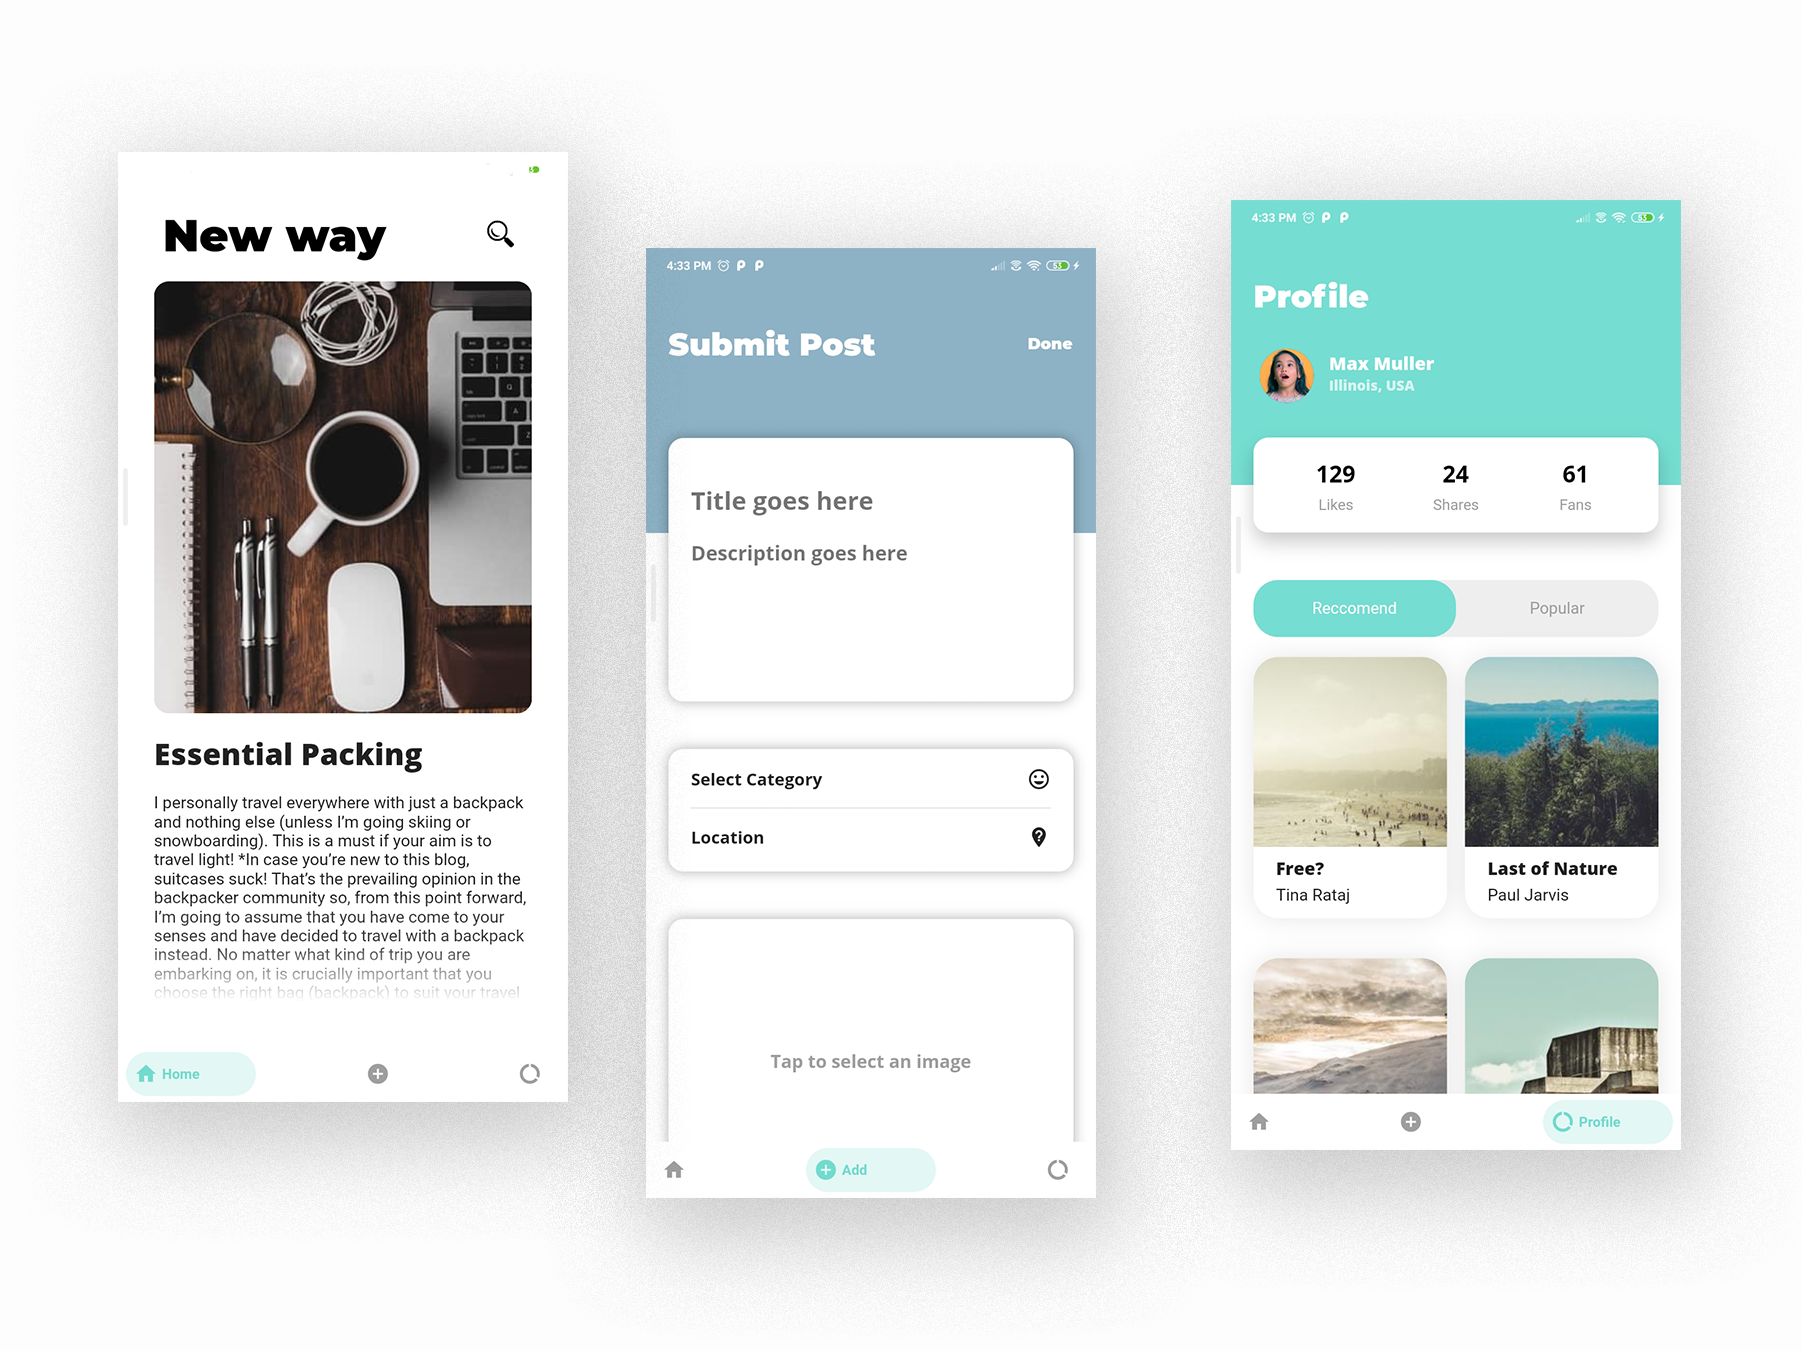 New way
Essential Packing
I personally travel everywhere with just a backpack
and nothing else (unless I'm going skiing or
snowboarding). This is a must if your aim is to
travel light! *In case you’re new to this blog,
suitcases suck! That’s the prevailing opinion in the
backpacker community so, from this point forward,
I’m going to assume that you have come to your
senses and have decided to travel with a backpack
instead. No matter what kind of trip you are
embarking on, it is crucially important that you
choose the right bag (backpack) to suit your travel
Home
4:33 PM
53
Submit Post
Done
Title goes here
Description goes here
Select Category
Location
Tap to select an image
Add
4:33 PM
53
Profile
Max Muller
Illinois, USA
129
24
61
Likes
Shares
Fans
Reccomend
Popular
Free?
Tina Rataj
Last of Nature
Paul Jarvis
Profile